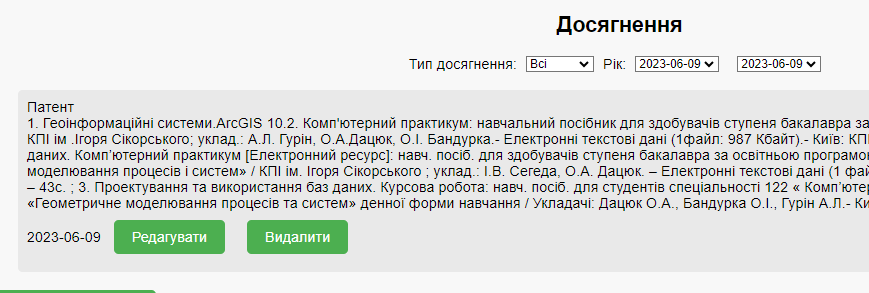 Досягнення
Тип досягнення: Всі Рік: 2023-06-09 2023-06-09
Патент
1. Геоінформаційні системи.ArcGIS 10.2. Комп'ютерний практикум: навчальний посібник для здобувачів ступеня бакалавра за
КПІ ім .Ігоря Сікорського; уклад.: А.Л. Гурін, О.А.Дацюк, О.І. Бандурка.- Електронні текстові дані (1файл: 987 Кбайт).- Київ: КПІ
даних. Комп’ютерний практикум [Електронний ресурс]: навч. посіб. для здобувачів ступеня бакалавра за освітньою програмо
моделювання процесів і систем» / КПІ ім. Ігоря Сікорського ; уклад.: І.В. Сегеда, О.А. Дацюк. – Електронні текстові дані (1 фай
– 43с. ; 3. Проектування та використання баз даних. Курсова робота: навч. посіб. для студентів спеціальності 122 « Комп’ютер
«Геометричне моделювання процесів та систем» денної форми навчання / Укладачі: Дацюк О.А., Бандурка О.І., Гурін А.Л.- Ки
2023-06-09 Редагувати Видалити